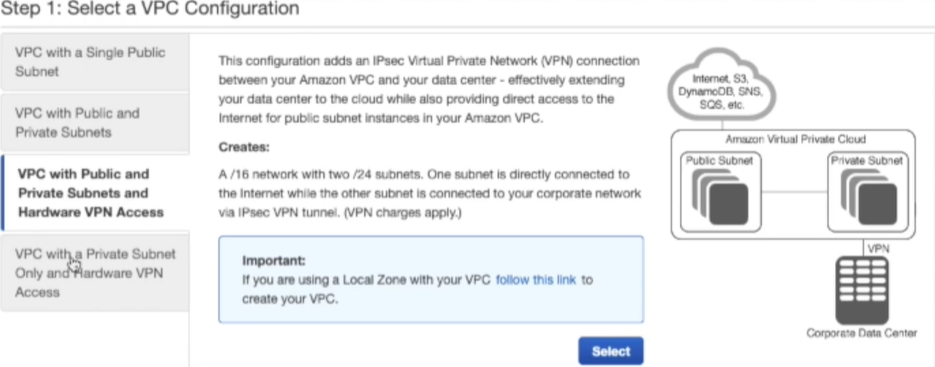 Step 1: Select a VPC Configuration
VPC with a Single Public
Subnet
VPC with Public and
Private Subnets
VPC with Public and
Private Subnets and
Hardware VPN Access
VPC with a Private Subnet
Only and Hardware VPN
Access
This configuration adds an IPsec Virtual Private Network (VPN) connection
between your Amazon VPC and your data center - effectively extending
your data center to the cloud while also providing direct access to the
Internet for public subnet instances in your Amazon VPC.
Creates:
A /16 network with two /24 subnets. One subnet is directly connected to
the Internet while the other subnet is connected to your corporate network
via IPsec VPN tunnel. (VPN charges apply.)
Important:
If you are using a Local Zone with your VPC follow this link to
create your VPC.
Select
Internet, S3,
DynamoDB, SNS,
SQS, etc.
Amazon Virtual Private Cloud
Public Subnet
Private Subnet
VPN
Corporate Data Center